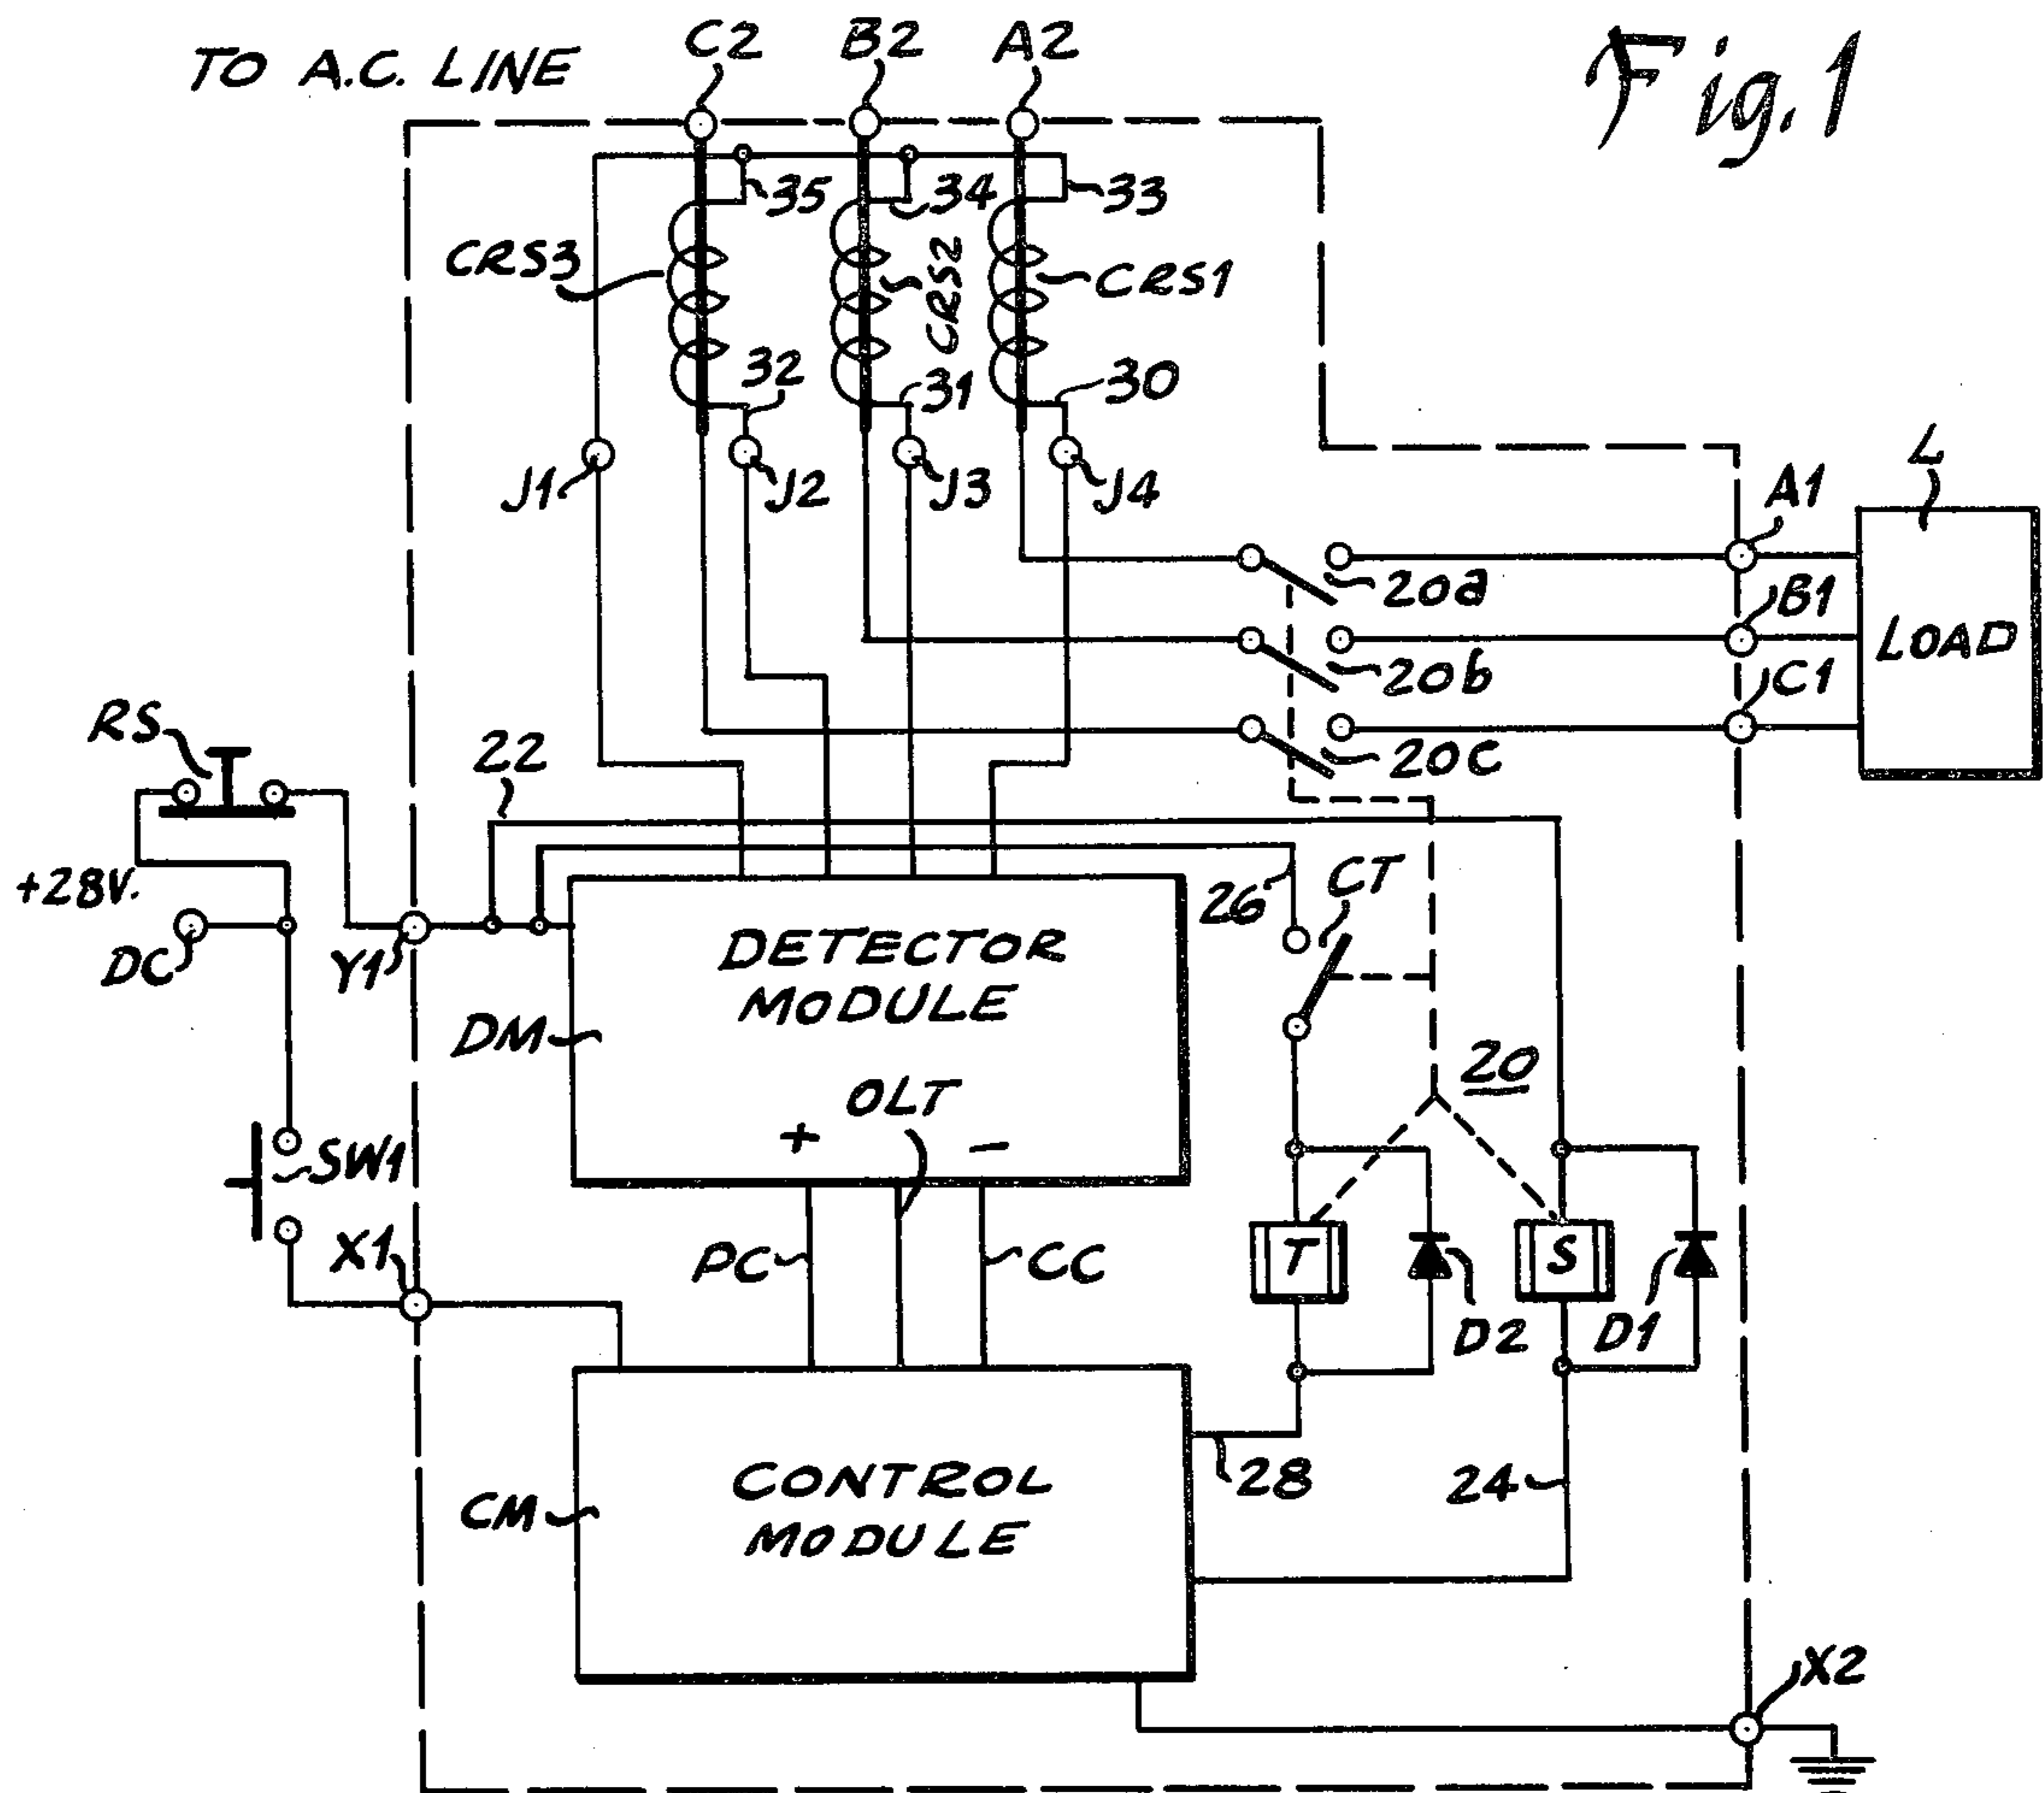 TO A.C. LINE
C2
B2
A2
Fig. 1
35
34
33
CRS3
CRS2
CRS1
32
31
30
J1
J2
J3
J4
L
A1
20a
B1
LOAD
20b
C1
RS
22
20C
+28V.
26
CT
DC
Y1
DETECTOR
MODULE
DM
OLT
20
+
−
SW1
X1
PC
CC
T
S
D2
D1
CONTROL
MODULE
CM
28
24
X2